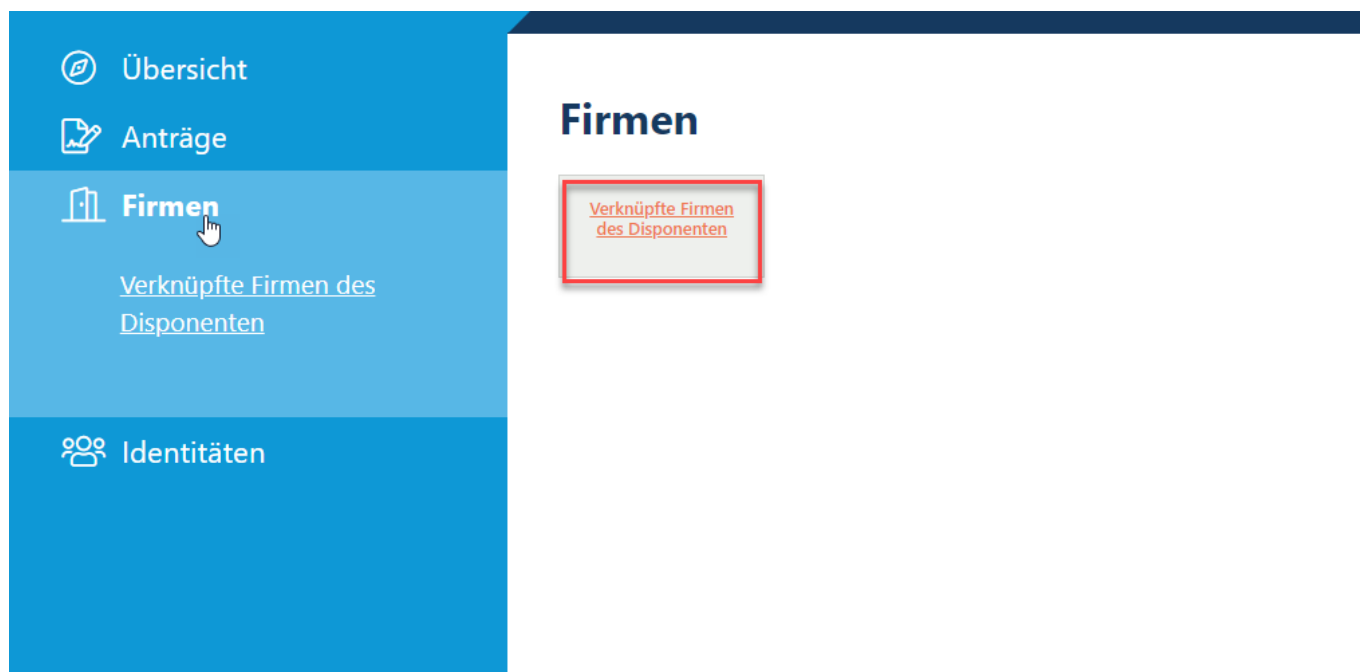 Übersicht
Anträge
Firmen
Verknüpfte Firmen des
Disponenten
Identitäten
Firmen
Verknüpfte Firmen
des Disponenten